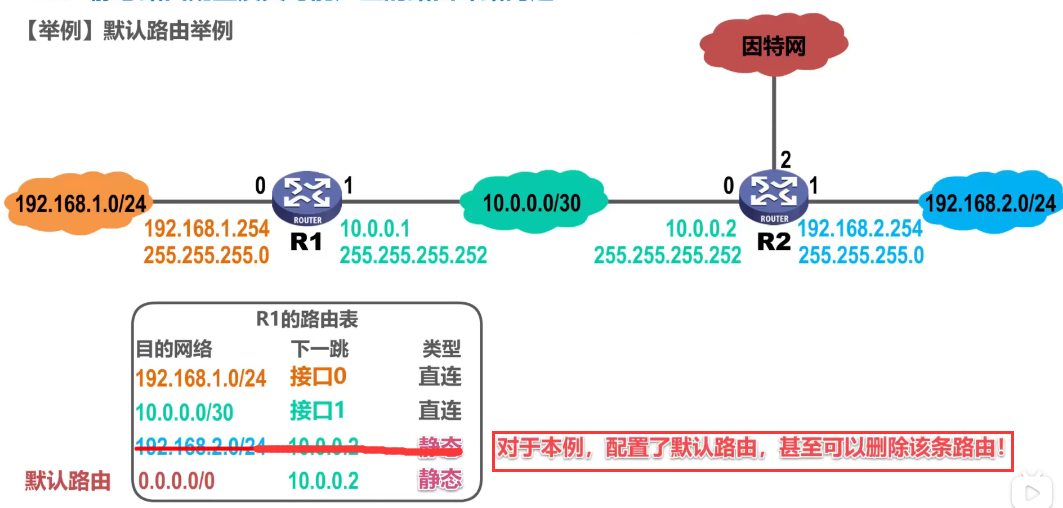 【举例】默认路由举例
因特网
2
192.168.1.0/24
0
1
10.0.0.0/30
0
1
192.168.2.0/24
ROUTER
ROUTER
192.168.1.254
255.255.255.0
R1
10.0.0.1
255.255.255.252
10.0.0.2
255.255.255.252
R2
192.168.2.254
255.255.255.0
R1的路由表
目的网络 下一跳 类型
192.168.1.0/24 接口0 直连
10.0.0.0/30 接口1 直连
192.168.2.0/24 10.0.0.2 静态
对于本例，配置了默认路由，甚至可以删除该条路由！
默认路由 0.0.0.0/0 10.0.0.2 静态